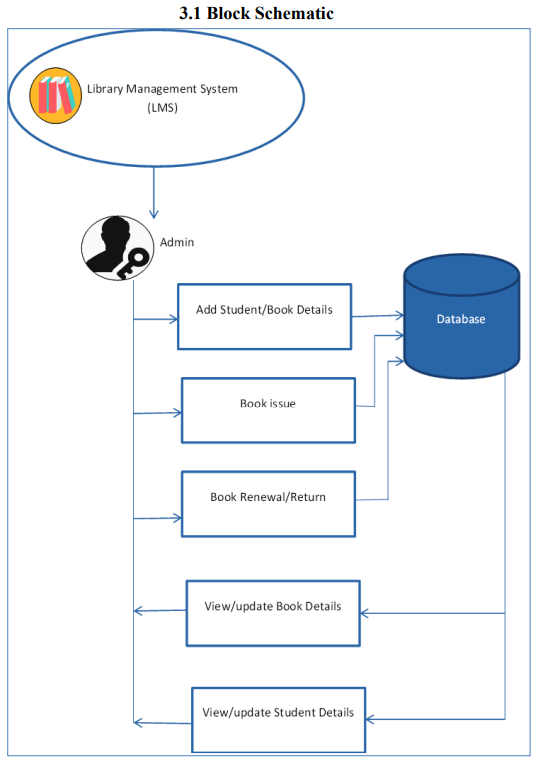 3.1 Block Schematic
Library Management System
(LMS)
Admin
Add Student/Book Details
Database
Book issue
Book Renewal/Return
View/update Book Details
View/update Student Details